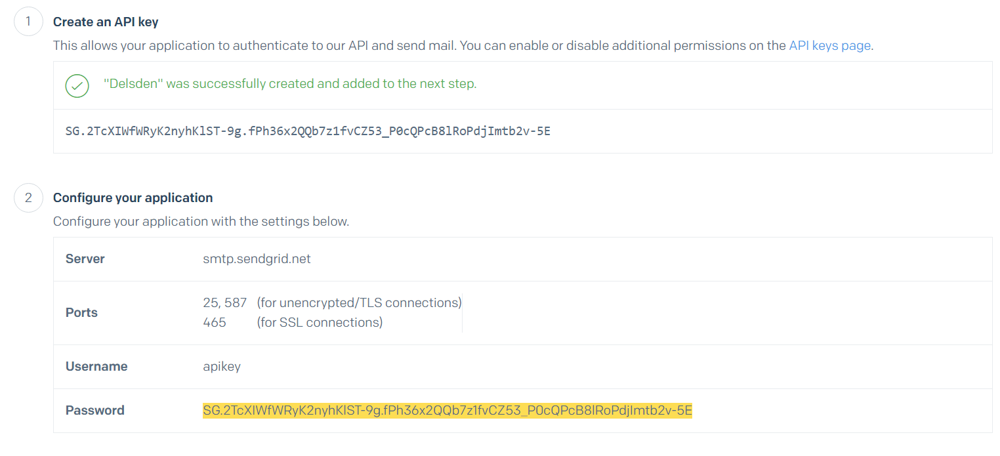 1
Create an API key
This allows your application to authenticate to our API and send mail. You can enable or disable additional permissions on the API keys page.
"Delsden" was successfully created and added to the next step.
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
2
Configure your application
Configure your application with the settings below.
Server smtp.sendgrid.net
Ports
25, 587 (for unencrypted/TLS connections)
465 (for SSL connections)
Username apikey
Password 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